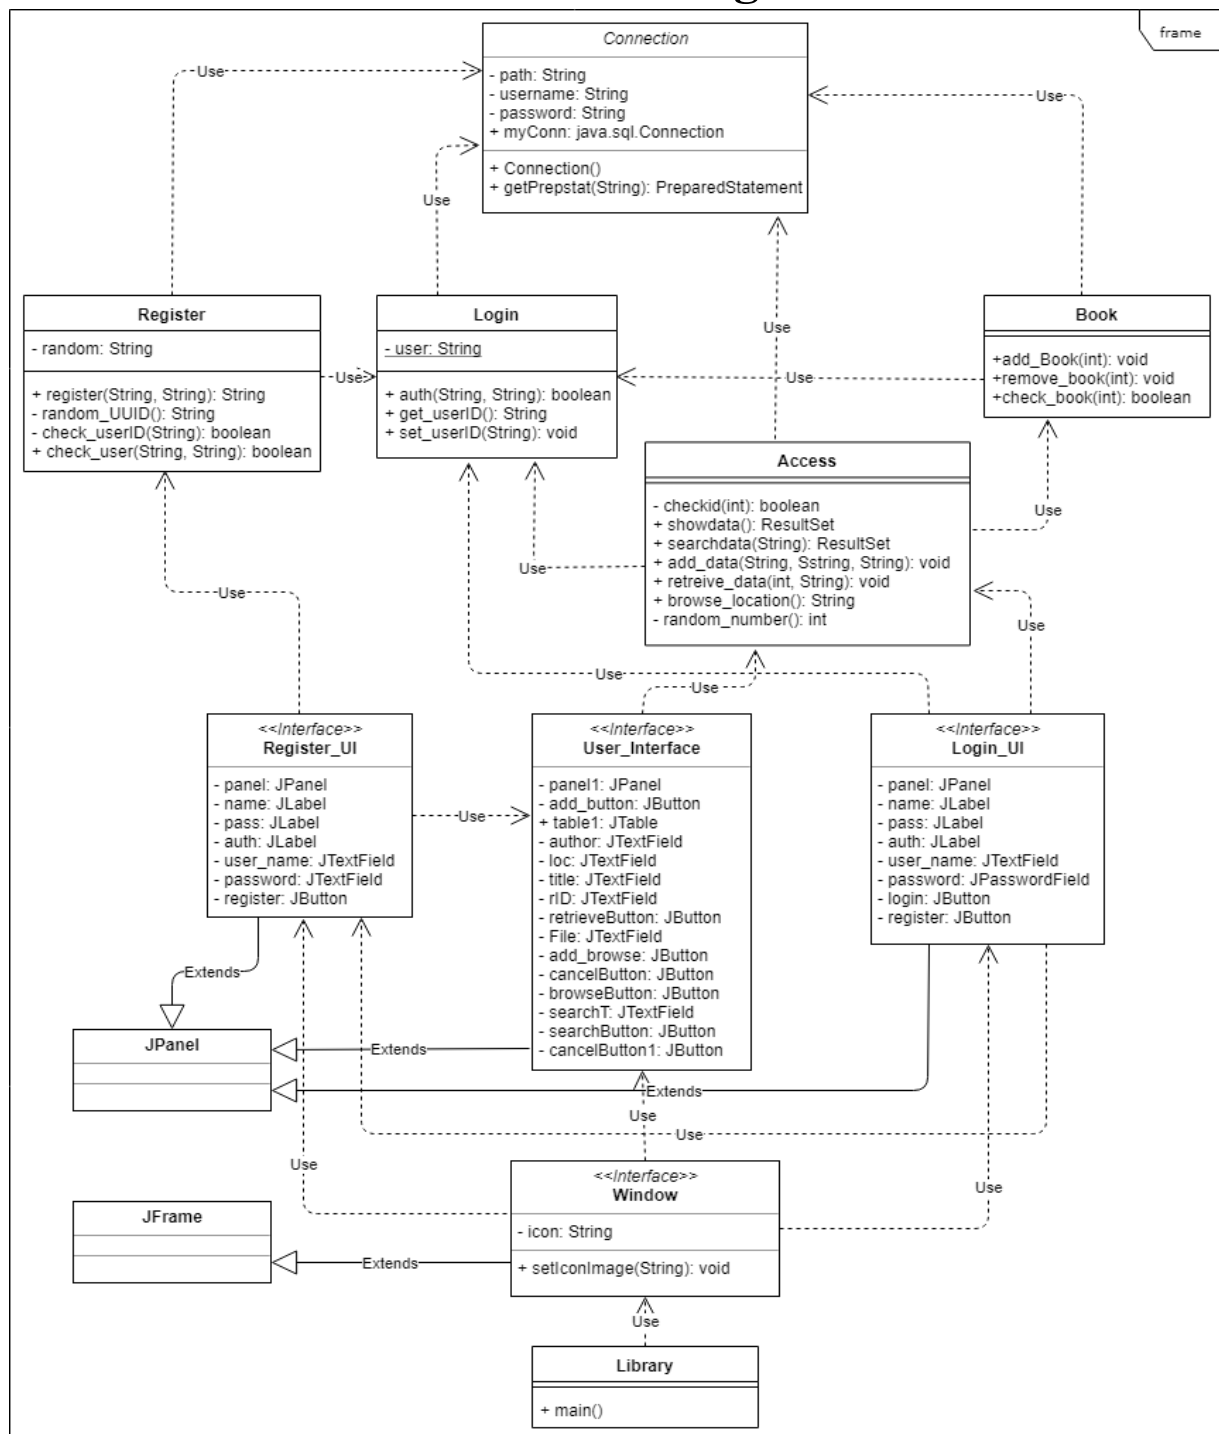 frame
Connection
- path: String
- username: String
- password: String
+ myConn: java.sql.Connection
+ Connection()
+ getPrepstat(String): PreparedStatement
Use
Use
Use
Use
Register
- random: String
+ register(String, String): String
- random_UUID(): String
- check_userID(String): boolean
+ check_user(String, String): boolean
Use
Login
- user: String
+ auth(String, String): boolean
+ get_userID(): String
+ set_userID(String): void
Use
Book
+add_Book(int): void
+remove_book(int): void
+check_book(int): boolean
Access
- checkid(int): boolean
+ showdata(): ResultSet
+ searchdata(String): ResultSet
+ add_data(String, Sstring, String): void
+ retreive_data(int, String): void
+ browse_location(): String
- random_number(): int
Use
Use
Use
Use
Use
Use
<<Interface>>
Register_UI
- panel: JPanel
- name: JLabel
- pass: JLabel
- auth: JLabel
- user_name: JTextField
- password: JTextField
- register: JButton
Use
<<Interface>>
User_Interface
- panel1: JPanel
- add_button: JButton
+ table1: JTable
- author: JTextField
- loc: JTextField
- title: JTextField
- rID: JTextField
- retrieveButton: JButton
- File: JTextField
- add_browse: JButton
- cancelButton: JButton
- browseButton: JButton
- searchT: JTextField
- searchButton: JButton
- cancelButton1: JButton
<<Interface>>
Login_UI
- panel: JPanel
- name: JLabel
- pass: JLabel
- auth: JLabel
- user_name: JTextField
- password: JPasswordField
- login: JButton
- register: JButton
Extends
JPanel
Extends
Extends
Use
Use
Use
Use
<<Interface>>
Window
- icon: String
+ setIconImage(String): void
JFrame
Extends
Use
Library
+ main()